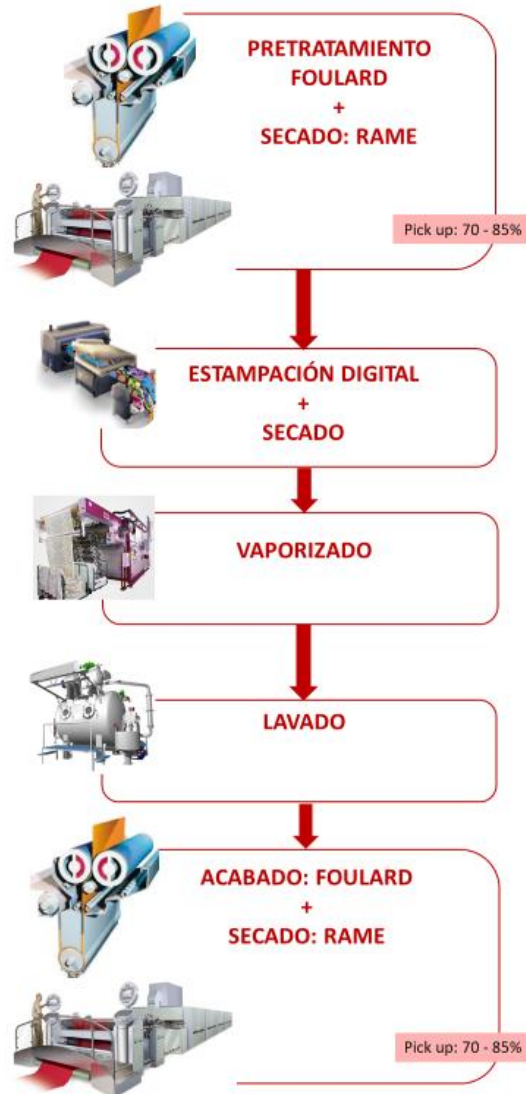 PRETRATAMIENTO
FOULARD
+
SECADO: RAME
Pick up: 70 - 85%
ESTAMPACIÓN DIGITAL
+
SECADO
VAPORIZADO
LAVADO
ACABADO: FOULARD
+
SECADO: RAME
Pick up: 70 - 85%